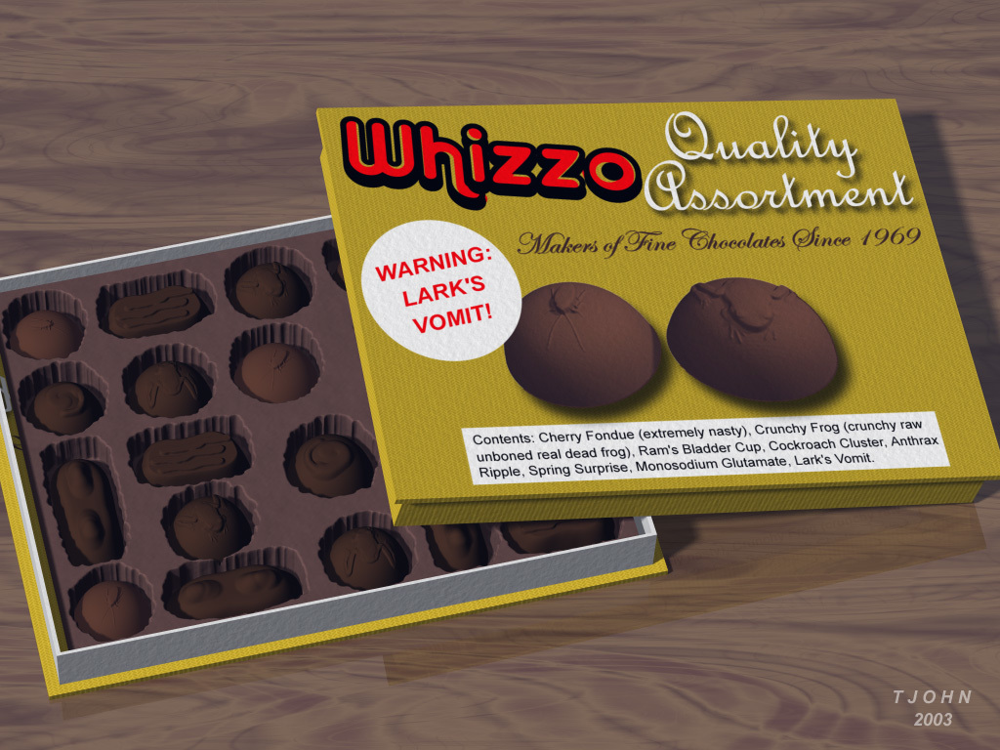 Whizzo
Quality
Assortment
Makers of Fine Chocolates Since 1969
WARNING:
LARK'S
VOMIT!
Contents: Cherry Fondue (extremely nasty), Crunchy Frog (crunchy raw
unboned real dead frog), Ram's Bladder Cup, Cockroach Cluster, Anthrax
Ripple, Spring Surprise, Monosodium Glutamate, Lark's Vomit.
TJOHN
2003